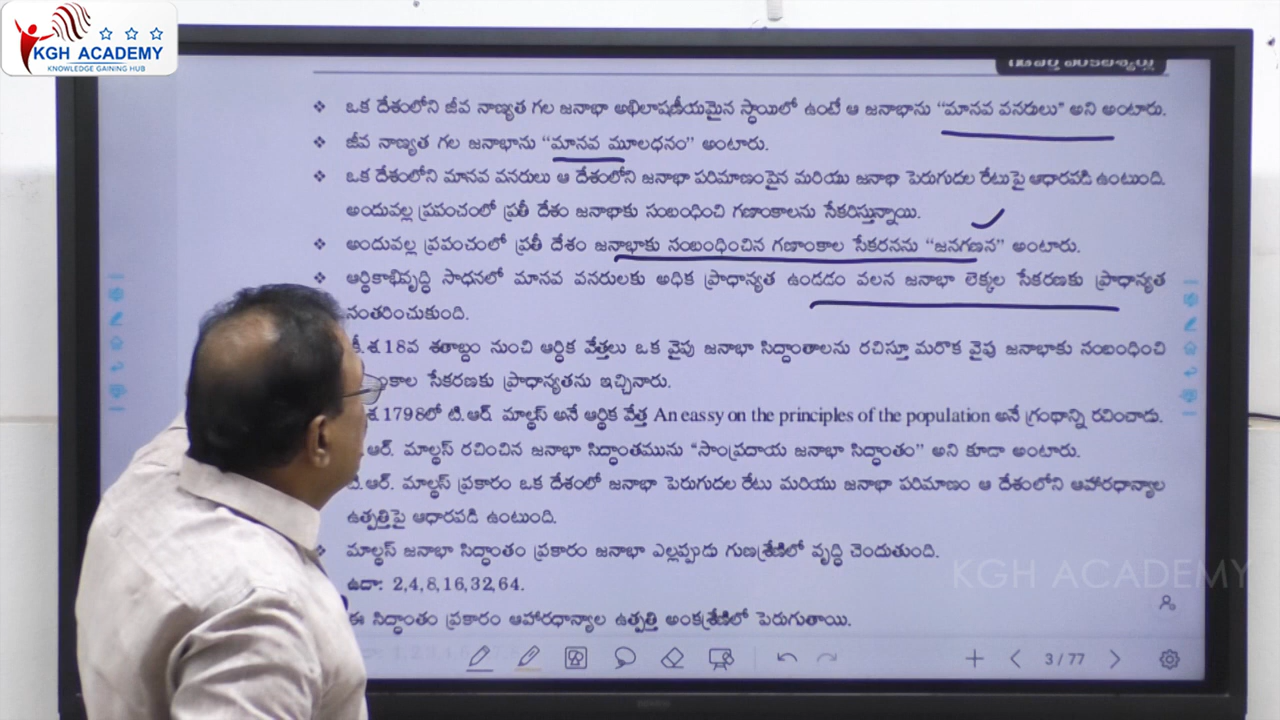 KGH ACADEMY
KNOWLEDGE GAINING HUB
❖ ఒక దేశంలోని జీవ నాణ్యత గల జనాభా అభిలాషణీయమైన స్థాయిలో ఉంటే ఆ జనాభాను “మానవ వనరులు” అని అంటారు.
❖ జీవ నాణ్యత గల జనాభాను “మానవ మూలధనం” అంటారు.
❖ ఒక దేశంలోని మానవ వనరులు ఆ దేశంలోని జనాభా పరిమాణంపైన మరియు జనాభా పెరుగుదల రేటుపై ఆధారపడి ఉంటుంది.
అందువల్ల ప్రపంచంలో ప్రతీ దేశం జనాభాకు సంబంధించి గణాంకాలను సేకరిస్తున్నాయి.
❖ అందువల్ల ప్రపంచంలో ప్రతీ దేశం జనాభాకు సంబంధించిన గణాంకాల సేకరనను “జనగణన” అంటారు.
❖ ఆర్థికాభివృద్ధి సాధనలో మానవ వనరులకు అధిక ప్రాధాన్యత ఉండడం వలన జనాభా లెక్కల సేకరణకు ప్రాధాన్యత
సంతరించుకుంది.
18వ శతాబ్దం నుంచి ఆర్థిక వేత్తలు ఒక వైపు జనాభా సిద్ధాంతాలను రచిస్తూ మరొక వైపు జనాభాకు సంబంధించి
సేకరణకు ప్రాధాన్యతను ఇచ్చినారు.
1798లో టి.ఆర్. మాల్థస్ అనే ఆర్థిక వేత్త An eassy on the principles of the population అనే గ్రంథాన్ని రచించాడు.
ఆర్. మాల్థస్ రచించిన జనాభా సిద్ధాంతమును “సాంప్రదాయ జనాభా సిద్ధాంతం” అని కూడా అంటారు.
టి.ఆర్. మాల్థస్ ప్రకారం ఒక దేశంలో జనాభా పెరుగుదల రేటు మరియు జనాభా పరిమాణం ఆ దేశంలోని ఆహారధాన్యాల
ఉత్పత్తిపై ఆధారపడి ఉంటుంది.
❖ మాల్థస్ జనాభా సిద్ధాంతం ప్రకారం జనాభా ఎల్లప్పుడు గుణశ్రేణిలో వృద్ధి చెందుతుంది.
ఉదా: 2,4,8,16,32,64.
ఈ సిద్ధాంతం ప్రకారం ఆహారధాన్యాల ఉత్పత్తి అంకశ్రేణిలో పెరుగుతాయి.
KGH ACADEMY
3/77